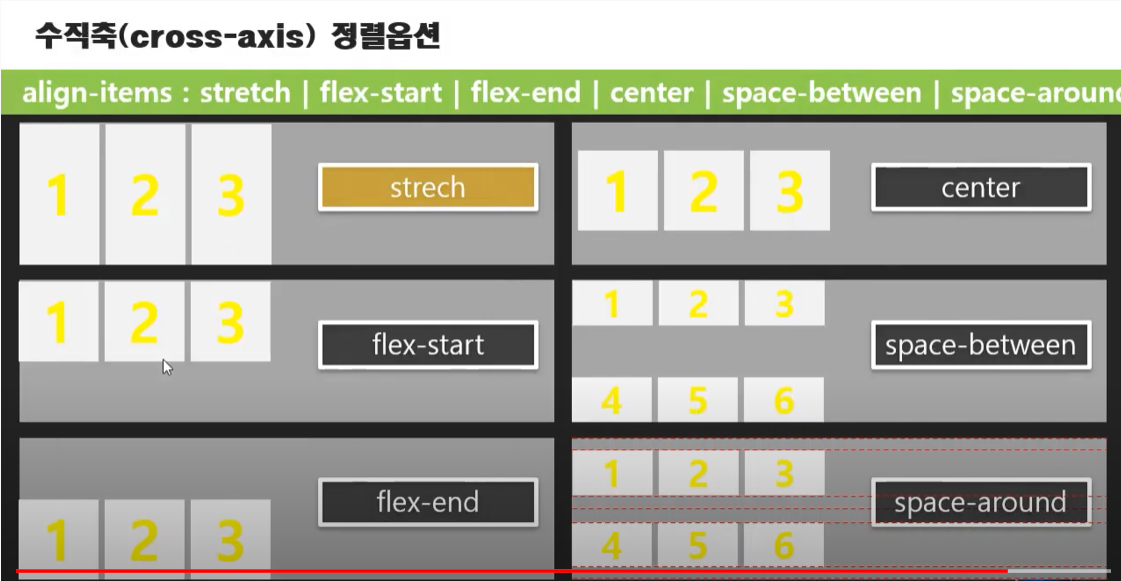 수직축(cross-axis) 정렬옵션
align-items : stretch | flex-start | flex-end | center | space-between | space-around
1 2 3
strech
1 2 3
center
1 2 3
flex-start
1 2 3
space-between
4 5 6
1 2 3
flex-end
1 2 3
space-around
4 5 6